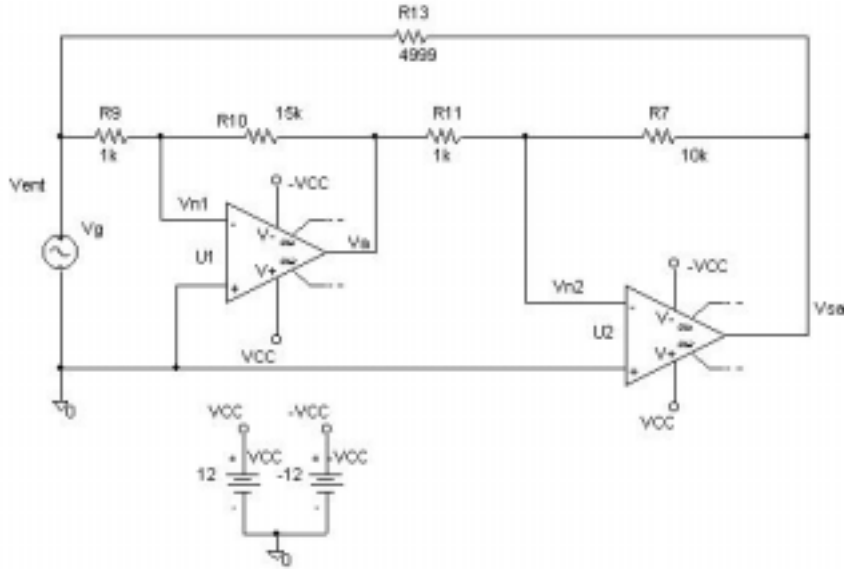 R13
4999
R9
1k
R10
15k
R11
1k
R7
10k
Vent
Vg
Vn1
-VCC
U1
V-
V+
Va
VCC
Vn2
-VCC
U2
V-
V+
Vsa
VCC
0
VCC
-VCC
+ VCC
+ -VCC
12
-12
-
-
0